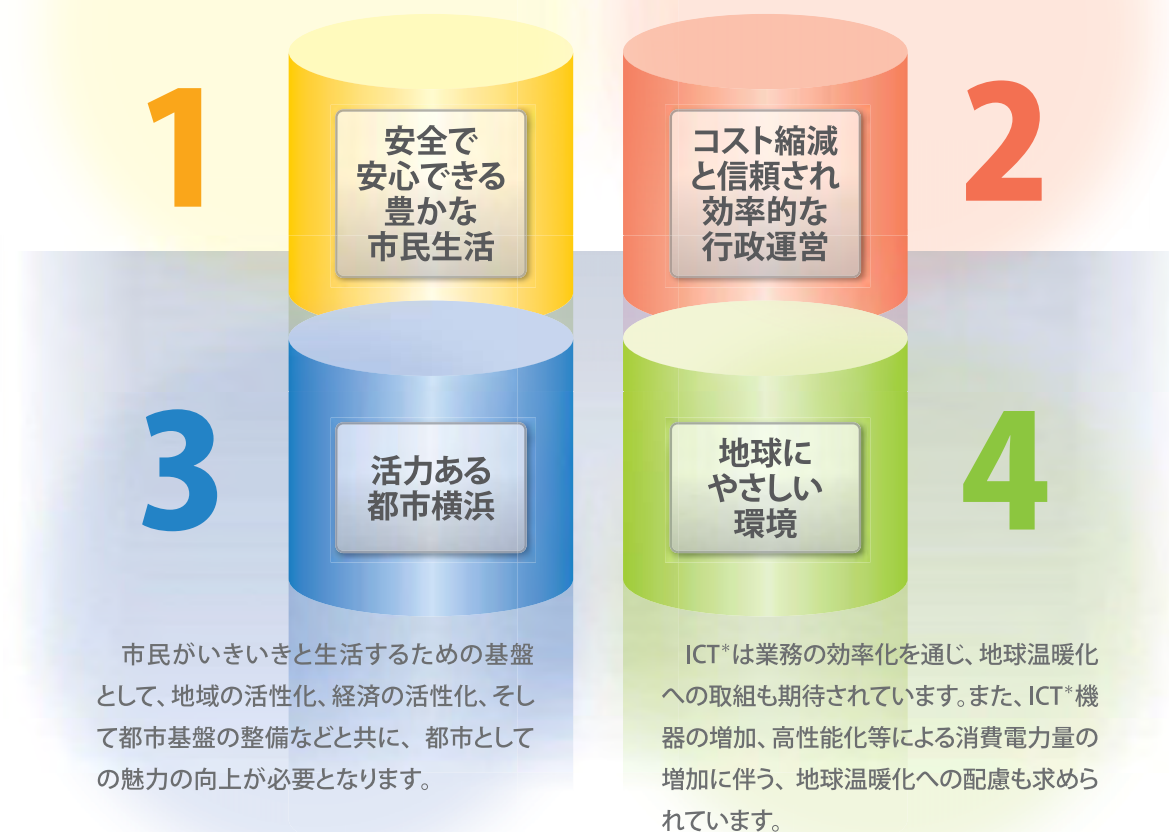 1
安全で
安心できる
豊かな
市民生活
2
コスト縮減
と信頼され
効率的な
行政運営
3
活力ある
都市横浜
4
地球に
やさしい
環境
市民がいきいきと生活するための基盤
として、地域の活性化、経済の活性化、そし
て都市基盤の整備などと共に、都市として
の魅力の向上が必要となります。
ICT*は業務の効率化を通じ、地球温暖化
への取組も期待されています。また、ICT*機
器の増加、高性能化等による消費電力量の
増加に伴う、地球温暖化への配慮も求めら
れています。